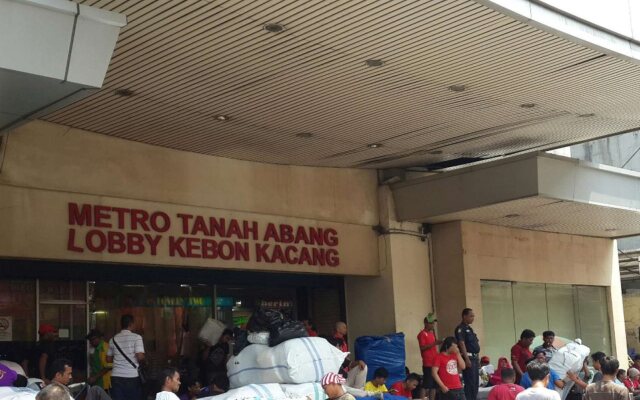 METRO TANAH ABANG
LOBBY KEBON KACANG